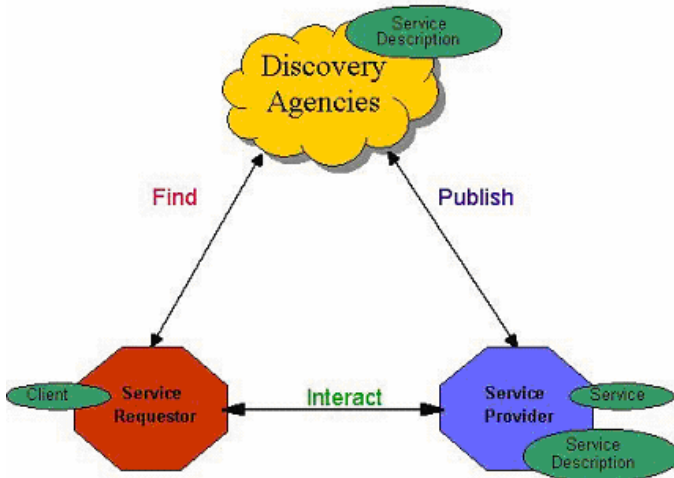 Service
Description
Discovery
Agencies
Find
Publish
Client
Service
Requestor
Interact
Service
Provider
Service
Service
Description